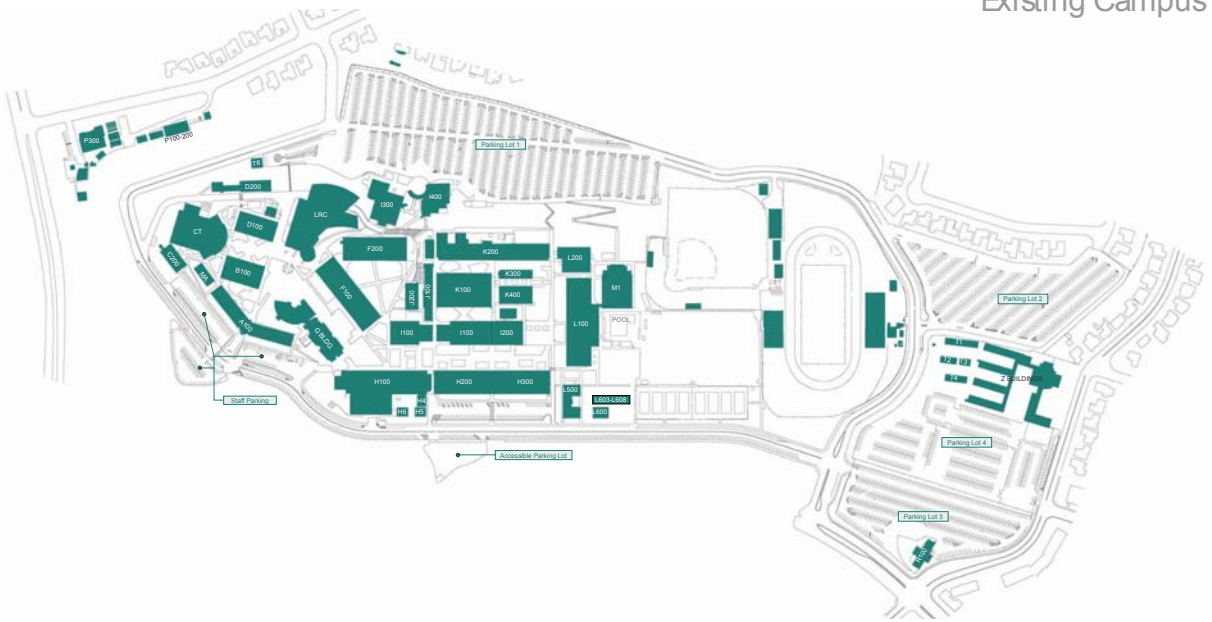 Existing Campus
P300
P100-200
T6
Parking Lot 1
D200
LRC
I300
I400
CT
D100
C200
MA
B100
F200
K200
L200
F100
J200
J100
K100
K300
K400
M1
A100
G BLDG.
I100
I100
I200
L100
POOL
Parking Lot 2
T1
T2
T3
T4
Z BUILDINGS
H100
H200
H300
H4
H5
H6
L500
L603-L608
L600
Staff Parking
Accessible Parking Lot
Parking Lot 4
Parking Lot 3
R100